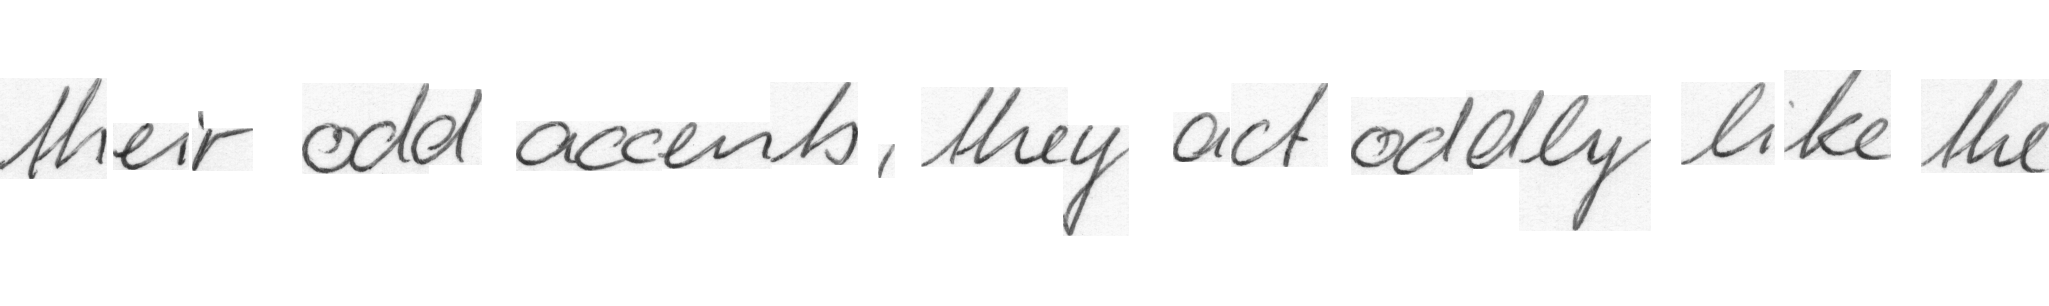 their odd accents, they act oddly like the